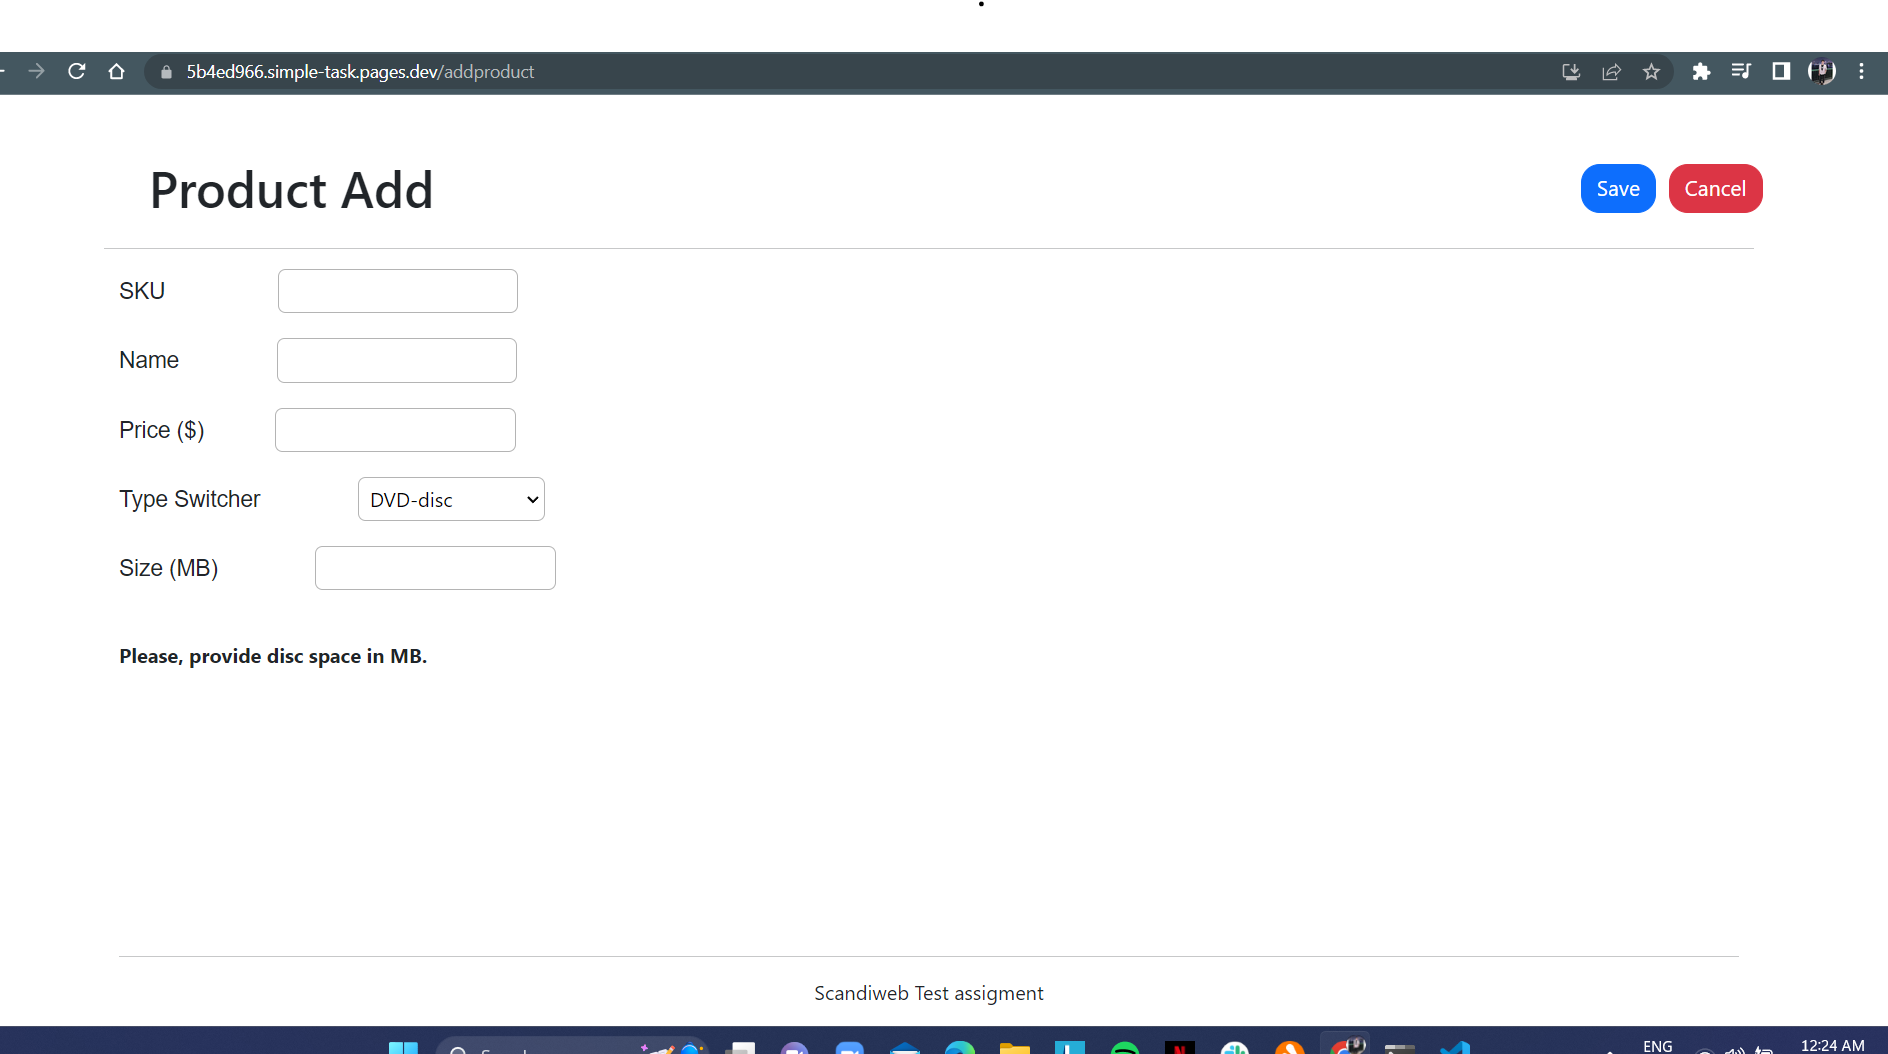 5b4ed966.simple-task.pages.dev/addproduct
Product Add
Save
Cancel
SKU
Name
Price ($)
Type Switcher
DVD-disc
Size (MB)
Please, provide disc space in MB.
Scandiweb Test assigment
ENG
12:24 AM